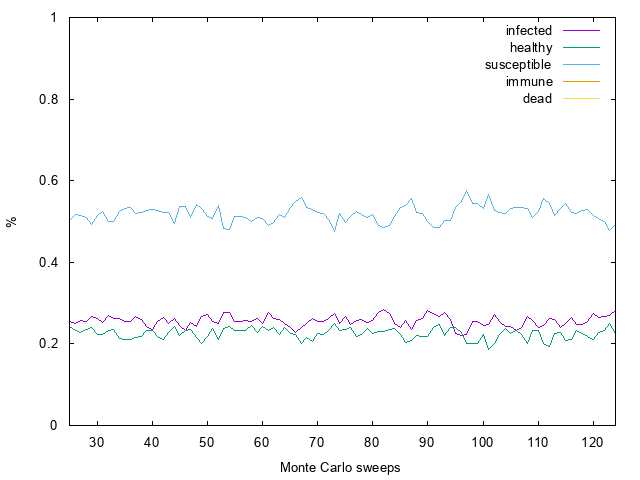 1
infected
healthy
susceptible
immune
dead
0.8
0.6
%
0.4
0.2
0
30 40 50 60 70 80 90 100 110 120
Monte Carlo sweeps